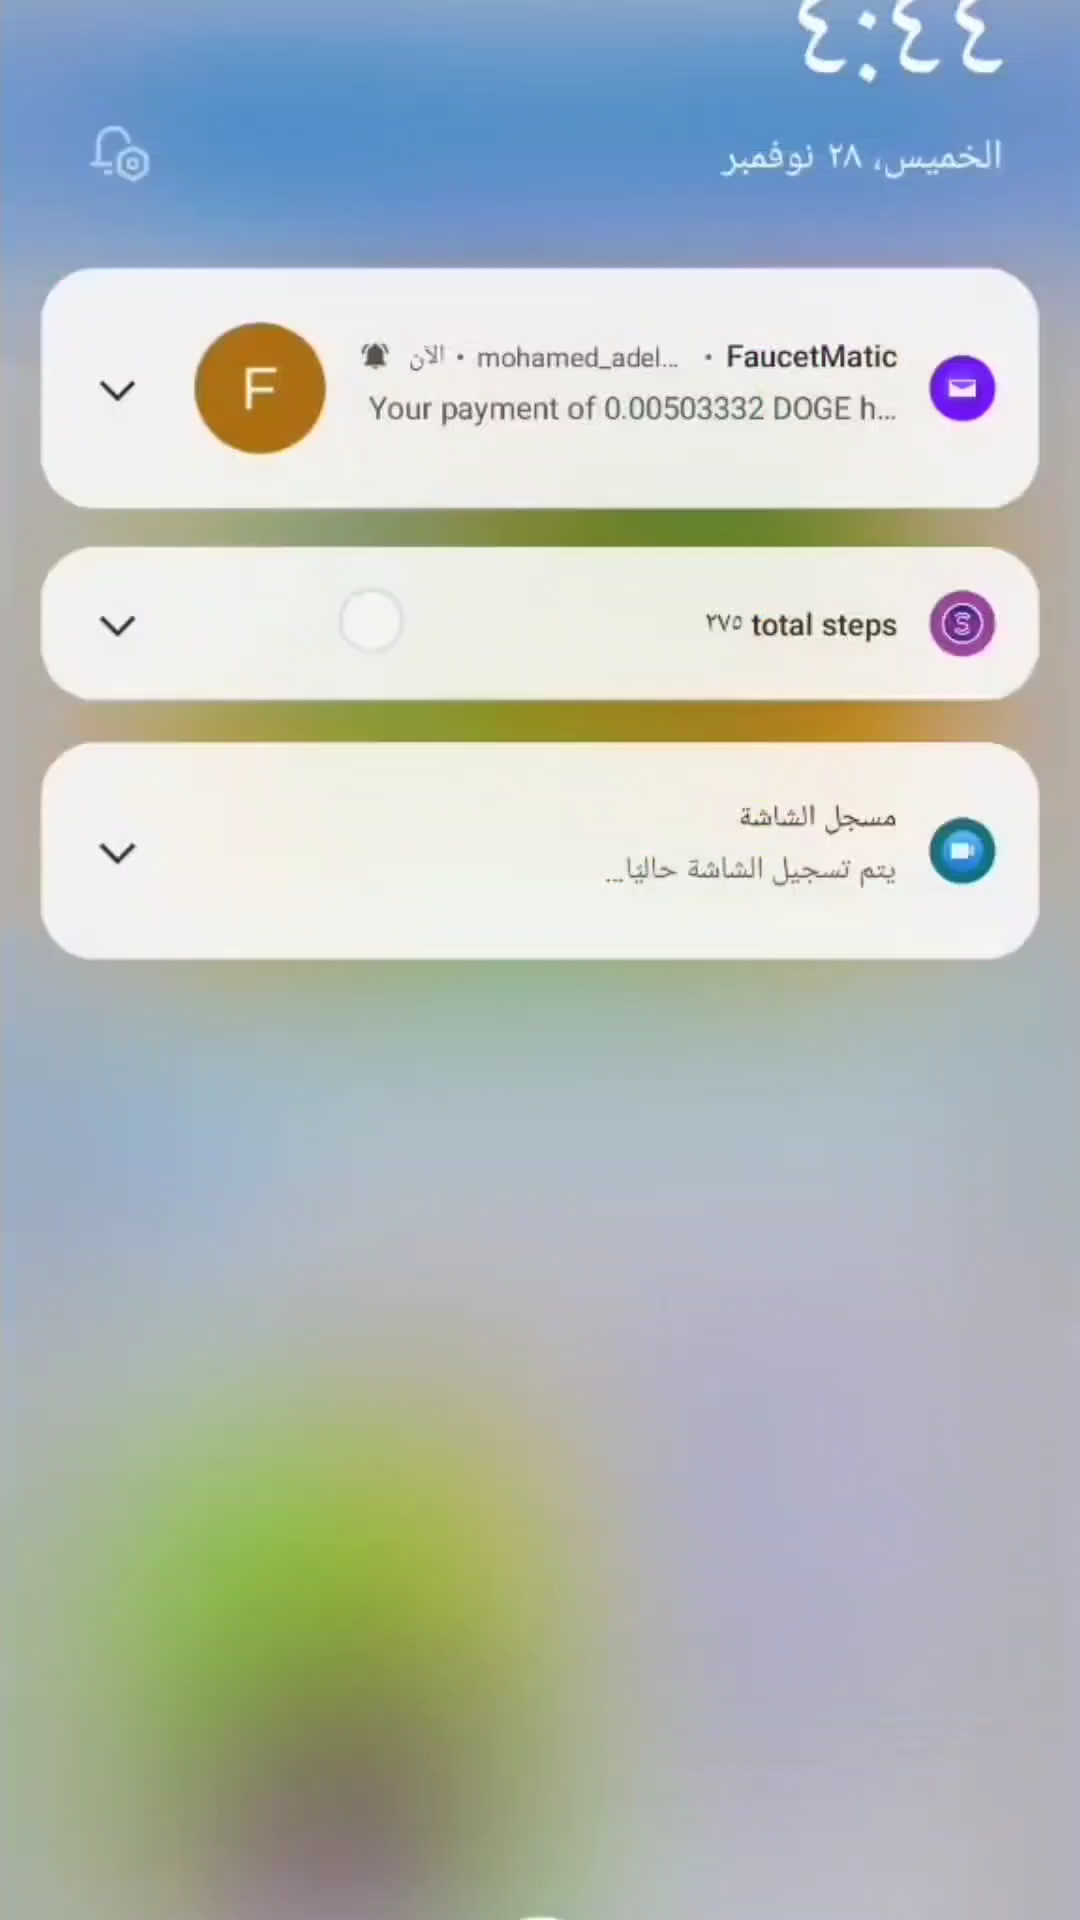 ٤:٤٤
الخميس، ٢٨ نوفمبر
FaucetMatic • mohamed_adel... • الآن
Your payment of 0.00503332 DOGE h...
F
٢٧٥ total steps
مسجل الشاشة
يتم تسجيل الشاشة حاليًا...